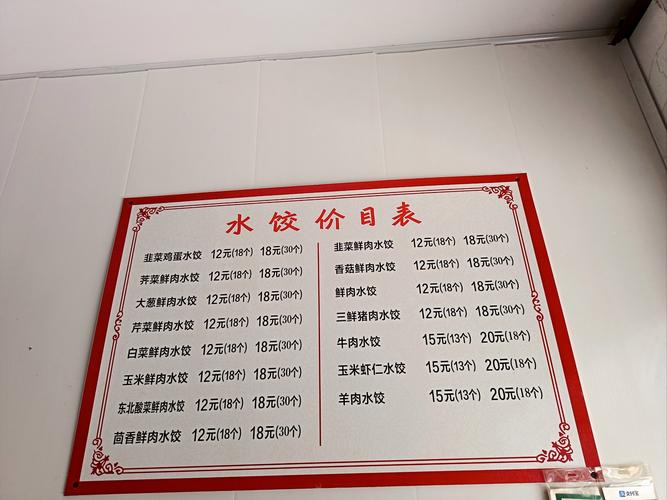 水饺价目表
韭菜鸡蛋水饺 12元(18个) 18元(30个)
荠菜鲜肉水饺 12元(18个) 18元(30个)
大葱鲜肉水饺 12元(18个) 18元(30个)
芹菜鲜肉水饺 12元(18个) 18元(30个)
白菜鲜肉水饺 12元(18个) 18元(30个)
玉米鲜肉水饺 12元(18个) 18元(30个)
东北酸菜鲜肉水饺 12元(18个) 18元(30个)
茴香鲜肉水饺 12元(18个) 18元(30个)
韭菜鲜肉水饺 12元(18个) 18元(30个)
香菇鲜肉水饺 12元(18个) 18元(30个)
鲜肉水饺 12元(18个) 18元(30个)
三鲜猪肉水饺 12元(18个) 18元(30个)
牛肉水饺 15元(13个) 20元(18个)
玉米虾仁水饺 15元(13个) 20元(18个)
羊肉水饺 15元(13个) 20元(18个)
支付宝